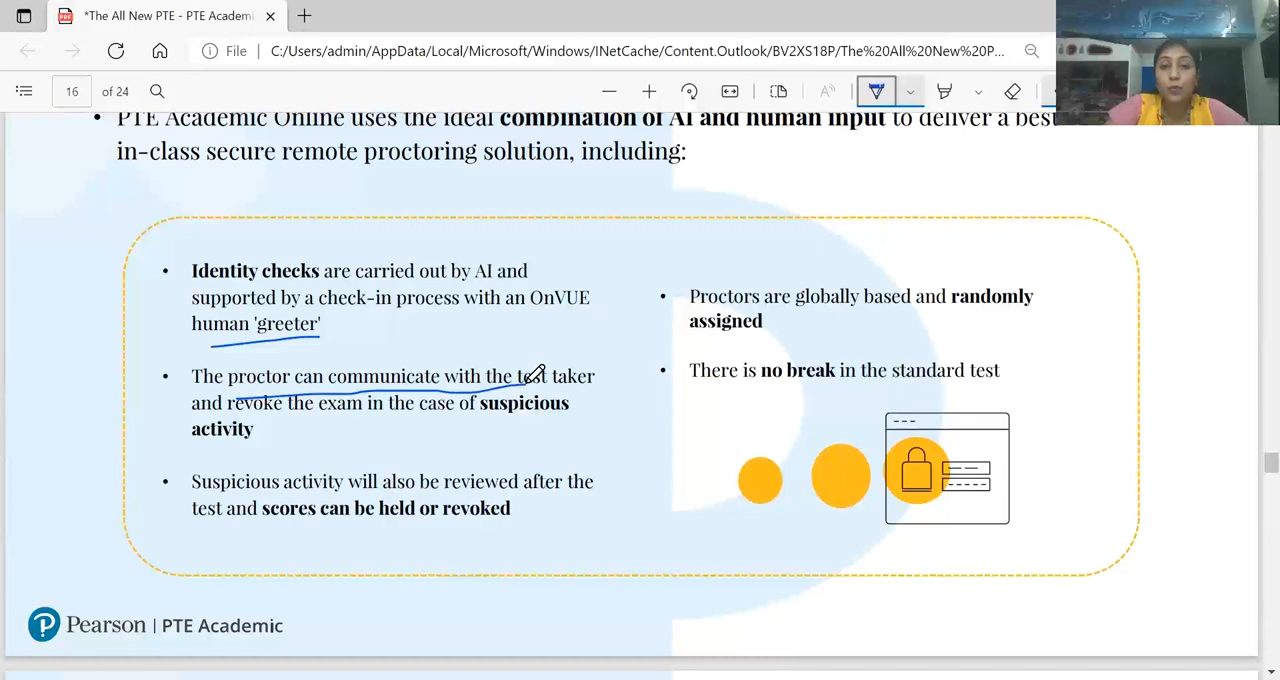 *The All New PTE - PTE Academi
File
C:/Users/admin/AppData/Local/Microsoft/Windows/INetCache/Content.Outlook/BV2XS18P/The%20All%20New%20P...
16 of 24
• PTE Academic Online uses the ideal combination of AI and human input to deliver a best-
in-class secure remote proctoring solution, including:
• Identity checks are carried out by AI and
supported by a check-in process with an OnVUE
human 'greeter'
• The proctor can communicate with the test taker
and revoke the exam in the case of suspicious
activity
• Suspicious activity will also be reviewed after the
test and scores can be held or revoked
• Proctors are globally based and randomly
assigned
• There is no break in the standard test
Pearson | PTE Academic